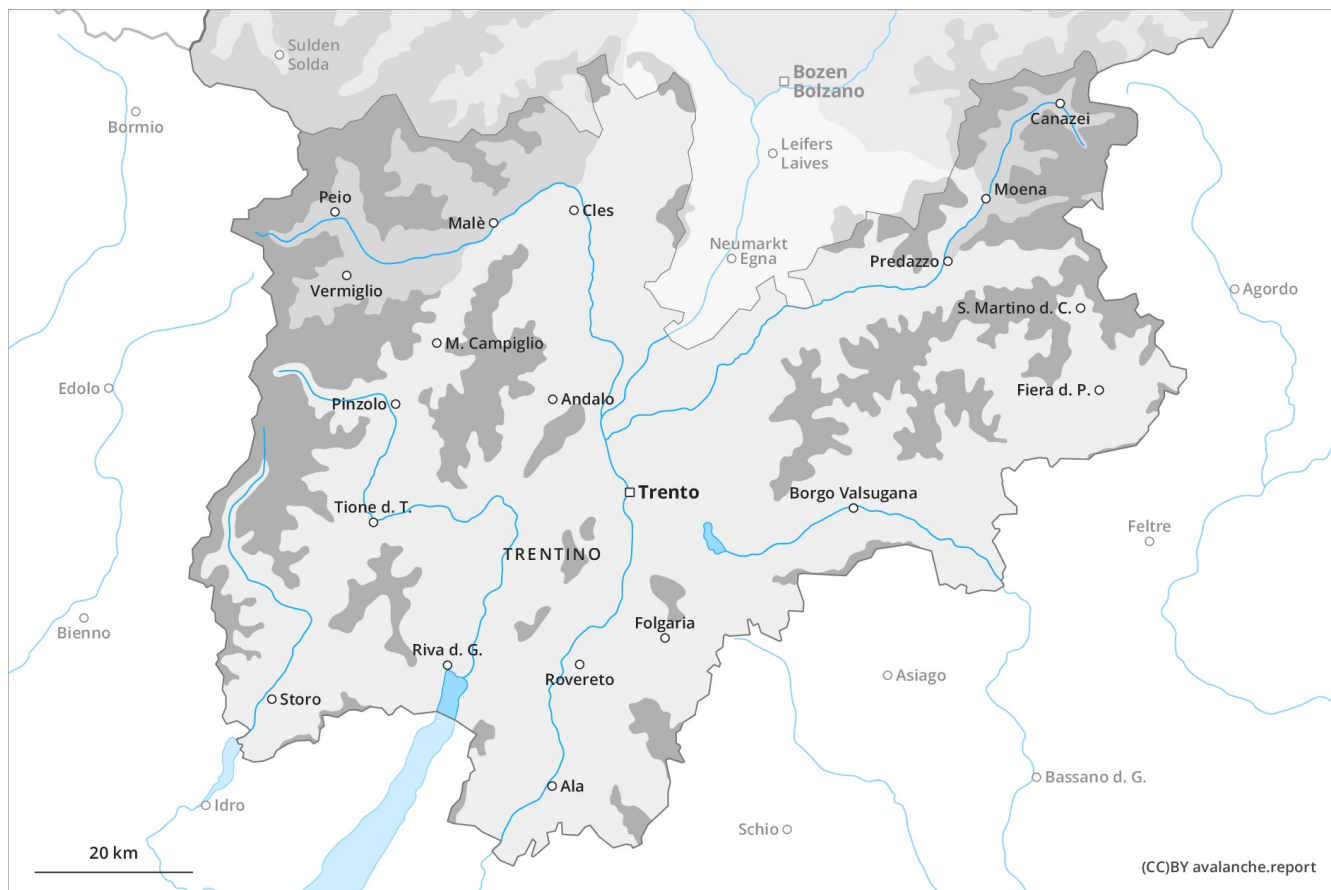 Sulden
Solda
Bozen
Bolzano
Bormio
Canazei
Leifers
Laives
Moena
Peio
Malè
Cles
Neumarkt
Egna
Predazzo
Vermiglio
Agordo
S. Martino d. C.
M. Campiglio
Edolo
Pinzolo
Andalo
Fiera d. P.
Trento
Borgo Valsugana
Tione d. T.
Feltre
TRENTINO
Bienno
Folgaria
Riva d. G.
Rovereto
Asiago
Storo
Bassano d. G.
Ala
Idro
Schio
20 km
(CC)BY avalanche.report